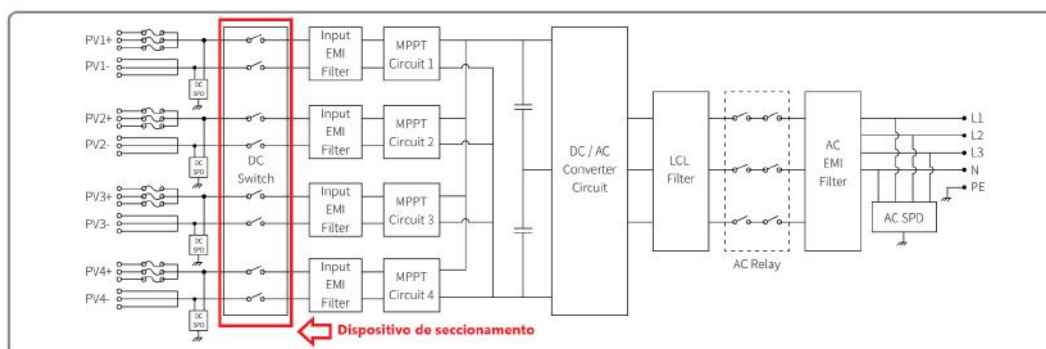 PV1+
PV1-
DC
SPD
PV2+
PV2-
DC
SPD
PV3+
PV3-
DC
SPD
PV4+
PV4-
DC
SPD
DC
Switch
Input
EMI
Filter
MPPT
Circuit 1
Input
EMI
Filter
MPPT
Circuit 2
Input
EMI
Filter
MPPT
Circuit 3
Input
EMI
Filter
MPPT
Circuit 4
DC / AC
Converter
Circuit
LCL
Filter
AC Relay
AC
EMI
Filter
L1
L2
L3
N
PE
AC SPD
Dispositivo de seccionamento